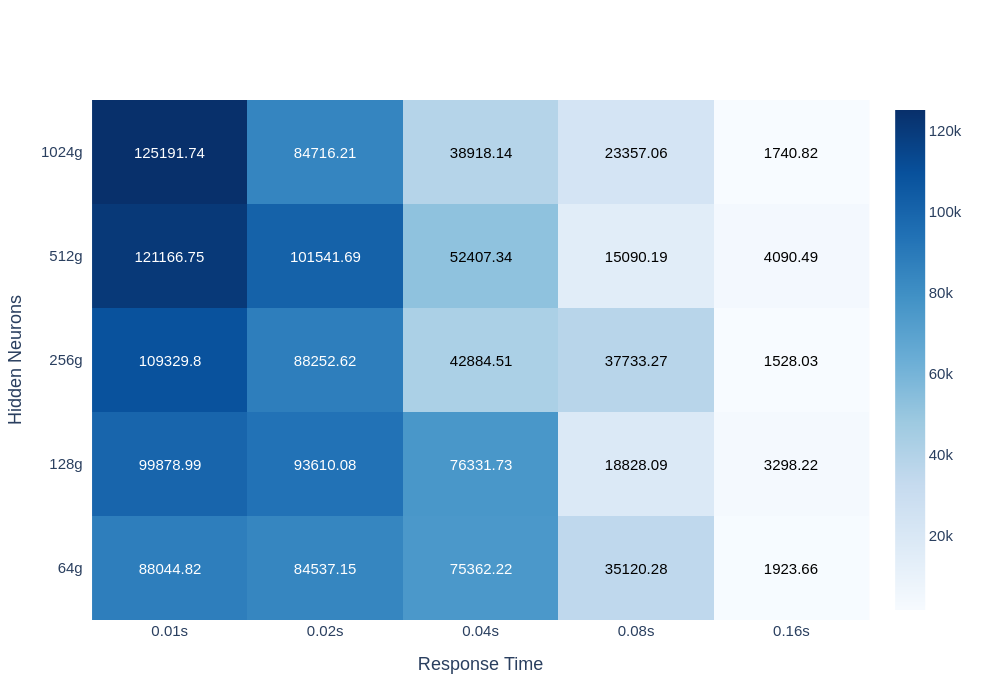 1024g 125191.74 84716.21 38918.14 23357.06 1740.82
512g 121166.75 101541.69 52407.34 15090.19 4090.49
256g 109329.8 88252.62 42884.51 37733.27 1528.03
128g 99878.99 93610.08 76331.73 18828.09 3298.22
64g 88044.82 84537.15 75362.22 35120.28 1923.66
0.01s 0.02s 0.04s 0.08s 0.16s
Response Time
Hidden Neurons
120k
100k
80k
60k
40k
20k